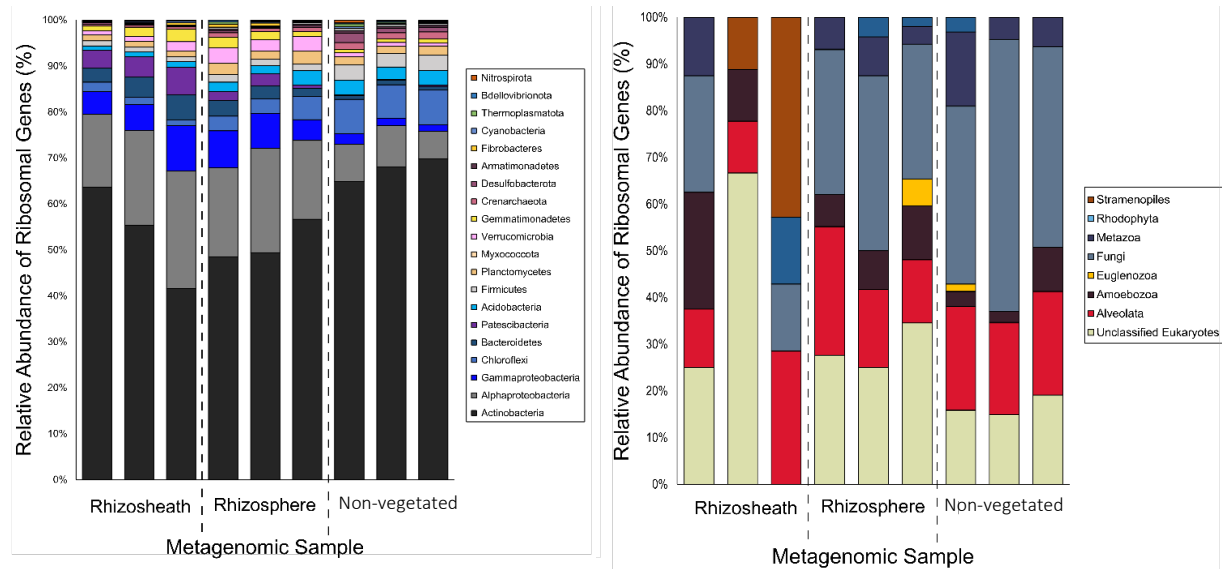 Relative Abundance of Ribosomal Genes (%)
100%
90%
80%
70%
60%
50%
40%
30%
20%
10%
0%
Rhizosheath
Rhizosphere
Non-vegetated
Metagenomic Sample
Nitrospirota
Bdellovibrionota
Thermoplasmatota
Cyanobacteria
Fibrobacteres
Armatimonadetes
Desulfobacterota
Crenarchaeota
Gemmatimonadetes
Verrucomicrobia
Myxococcota
Planctomycetes
Firmicutes
Acidobacteria
Patescibacteria
Bacteroidetes
Chloroflexi
Gammaproteobacteria
Alphaproteobacteria
Actinobacteria
Relative Abundance of Ribosomal Genes (%)
100%
90%
80%
70%
60%
50%
40%
30%
20%
10%
0%
Rhizosheath
Rhizosphere
Non-vegetated
Metagenomic Sample
Stramenopiles
Rhodophyta
Metazoa
Fungi
Euglenozoa
Amoebozoa
Alveolata
Unclassified Eukaryotes